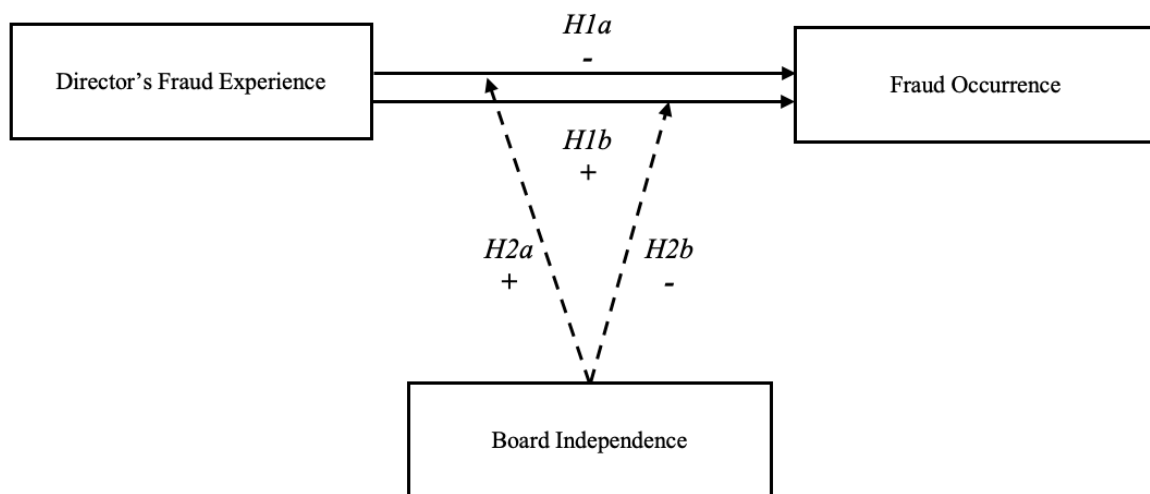 H1a
-
Director’s Fraud Experience
Fraud Occurrence
H1b
+
H2a
+
H2b
-
Board Independence